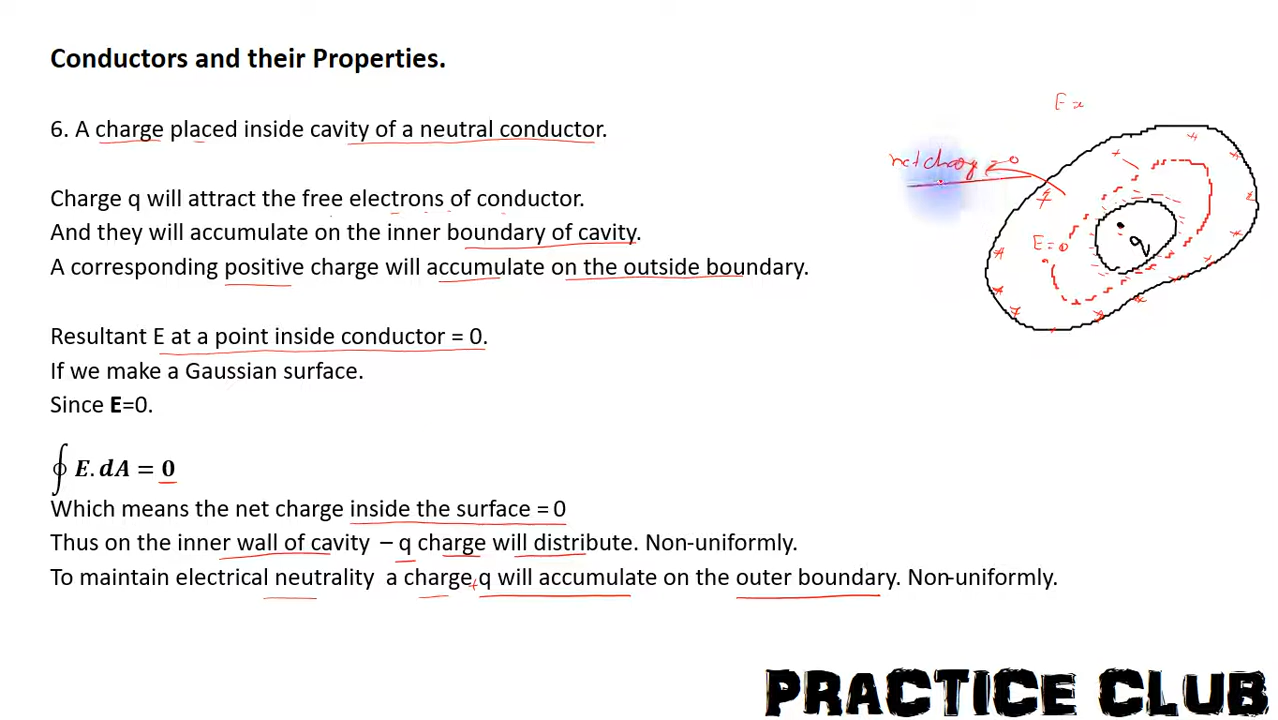 Conductors and their Properties.
E =
6. A charge placed inside cavity of a neutral conductor.
net charge = 0
Charge q will attract the free electrons of conductor.
And they will accumulate on the inner boundary of cavity.
E=0
q
A corresponding positive charge will accumulate on the outside boundary.
Resultant E at a point inside conductor = 0.
If we make a Gaussian surface.
Since E=0.
∮ E.dA = 0
Which means the net charge inside the surface = 0
Thus on the inner wall of cavity – q charge will distribute. Non-uniformly.
To maintain electrical neutrality a charge +q will accumulate on the outer boundary. Non-uniformly.
PRACTICE CLUB